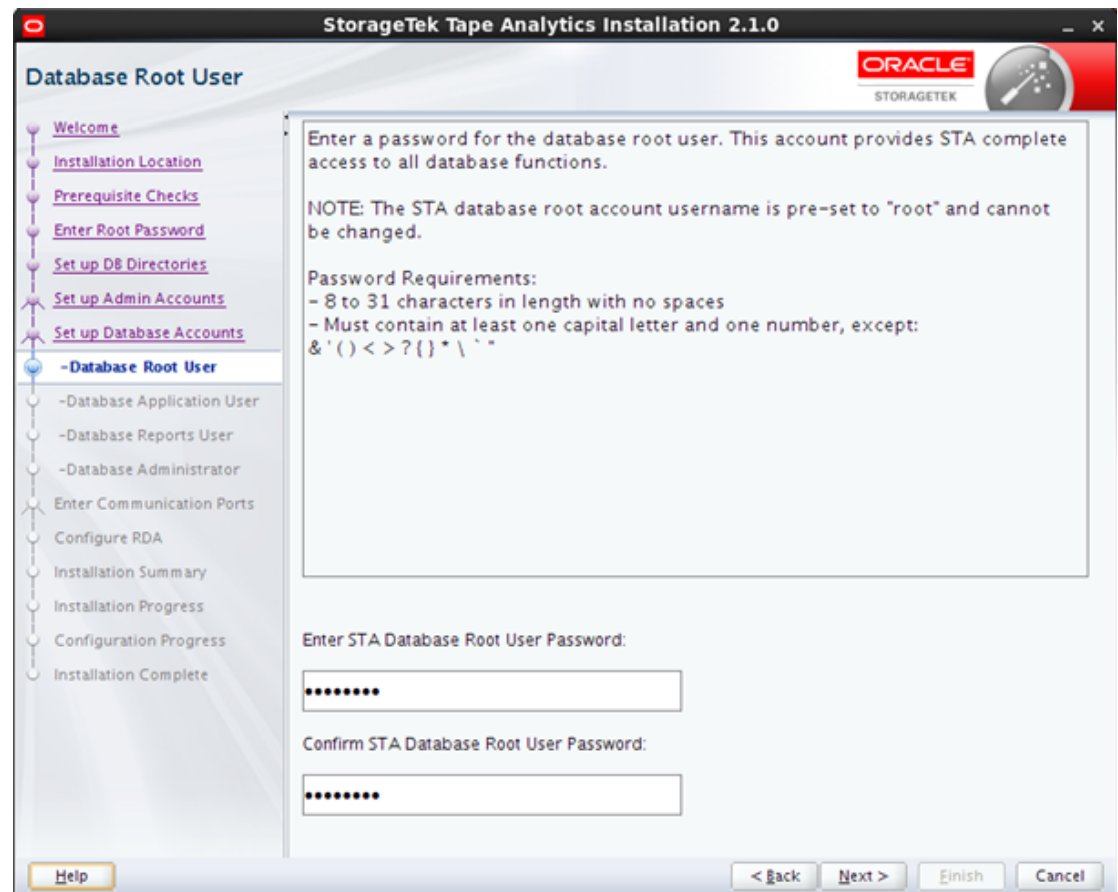 StorageTek Tape Analytics Installation 2.1.0
Database Root User
ORACLE
STORAGETEK
Welcome
Installation Location
Prerequisite Checks
Enter Root Password
Set up DB Directories
Set up Admin Accounts
Set up Database Accounts
-Database Root User
-Database Application User
-Database Reports User
-Database Administrator
Enter Communication Ports
Configure RDA
Installation Summary
Installation Progress
Configuration Progress
Installation Complete
Enter a password for the database root user. This account provides STA complete
access to all database functions.
NOTE: The STA database root account username is pre-set to "root" and cannot
be changed.
Password Requirements:
- 8 to 31 characters in length with no spaces
- Must contain at least one capital letter and one number, except:
& ' ( ) < > ? { } * \ ` "
Enter STA Database Root User Password:
••••••••
Confirm STA Database Root User Password:
••••••••
Help
< Back
Next >
Finish
Cancel